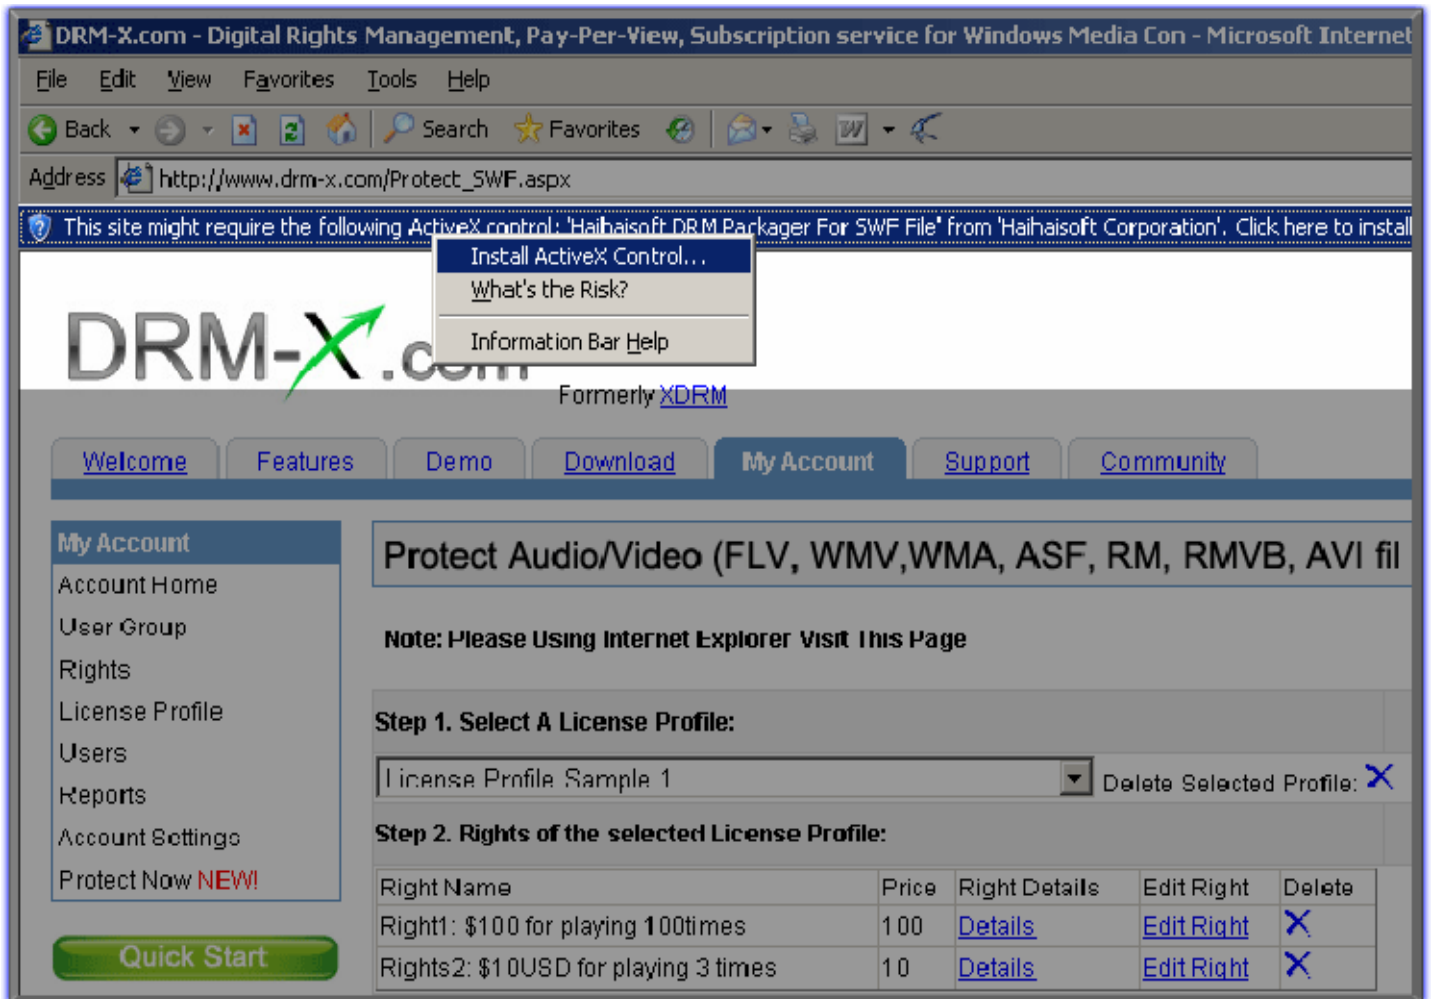 DRM-X.com - Digital Rights Management, Pay-Per-View, Subscription service for Windows Media Con - Microsoft Internet
File Edit View Favorites Tools Help
Back Search Favorites
Address http://www.drm-x.com/Protect_SWF.aspx
This site might require the following ActiveX control: 'Haihaisoft DRM Packager For SWF File' from 'Haihaisoft Corporation'. Click here to install
Install ActiveX Control...
What's the Risk?
Information Bar Help
DRM-X.com
Formerly XDRM
Welcome Features Demo Download My Account Support Community
My Account
Account Home
User Group
Rights
License Profile
Users
Reports
Account Settings
Protect Now NEW!
Quick Start
Protect Audio/Video (FLV, WMV,WMA, ASF, RM, RMVB, AVI fil
Note: Please Using Internet Explorer Visit This Page
Step 1. Select A License Profile:
License Profile Sample 1 Delete Selected Profile: X
Step 2. Rights of the selected License Profile:
Right Name Price Right Details Edit Right Delete
Right1: $100 for playing 100times 100 Details Edit Right X
Rights2: $10USD for playing 3 times 10 Details Edit Right X